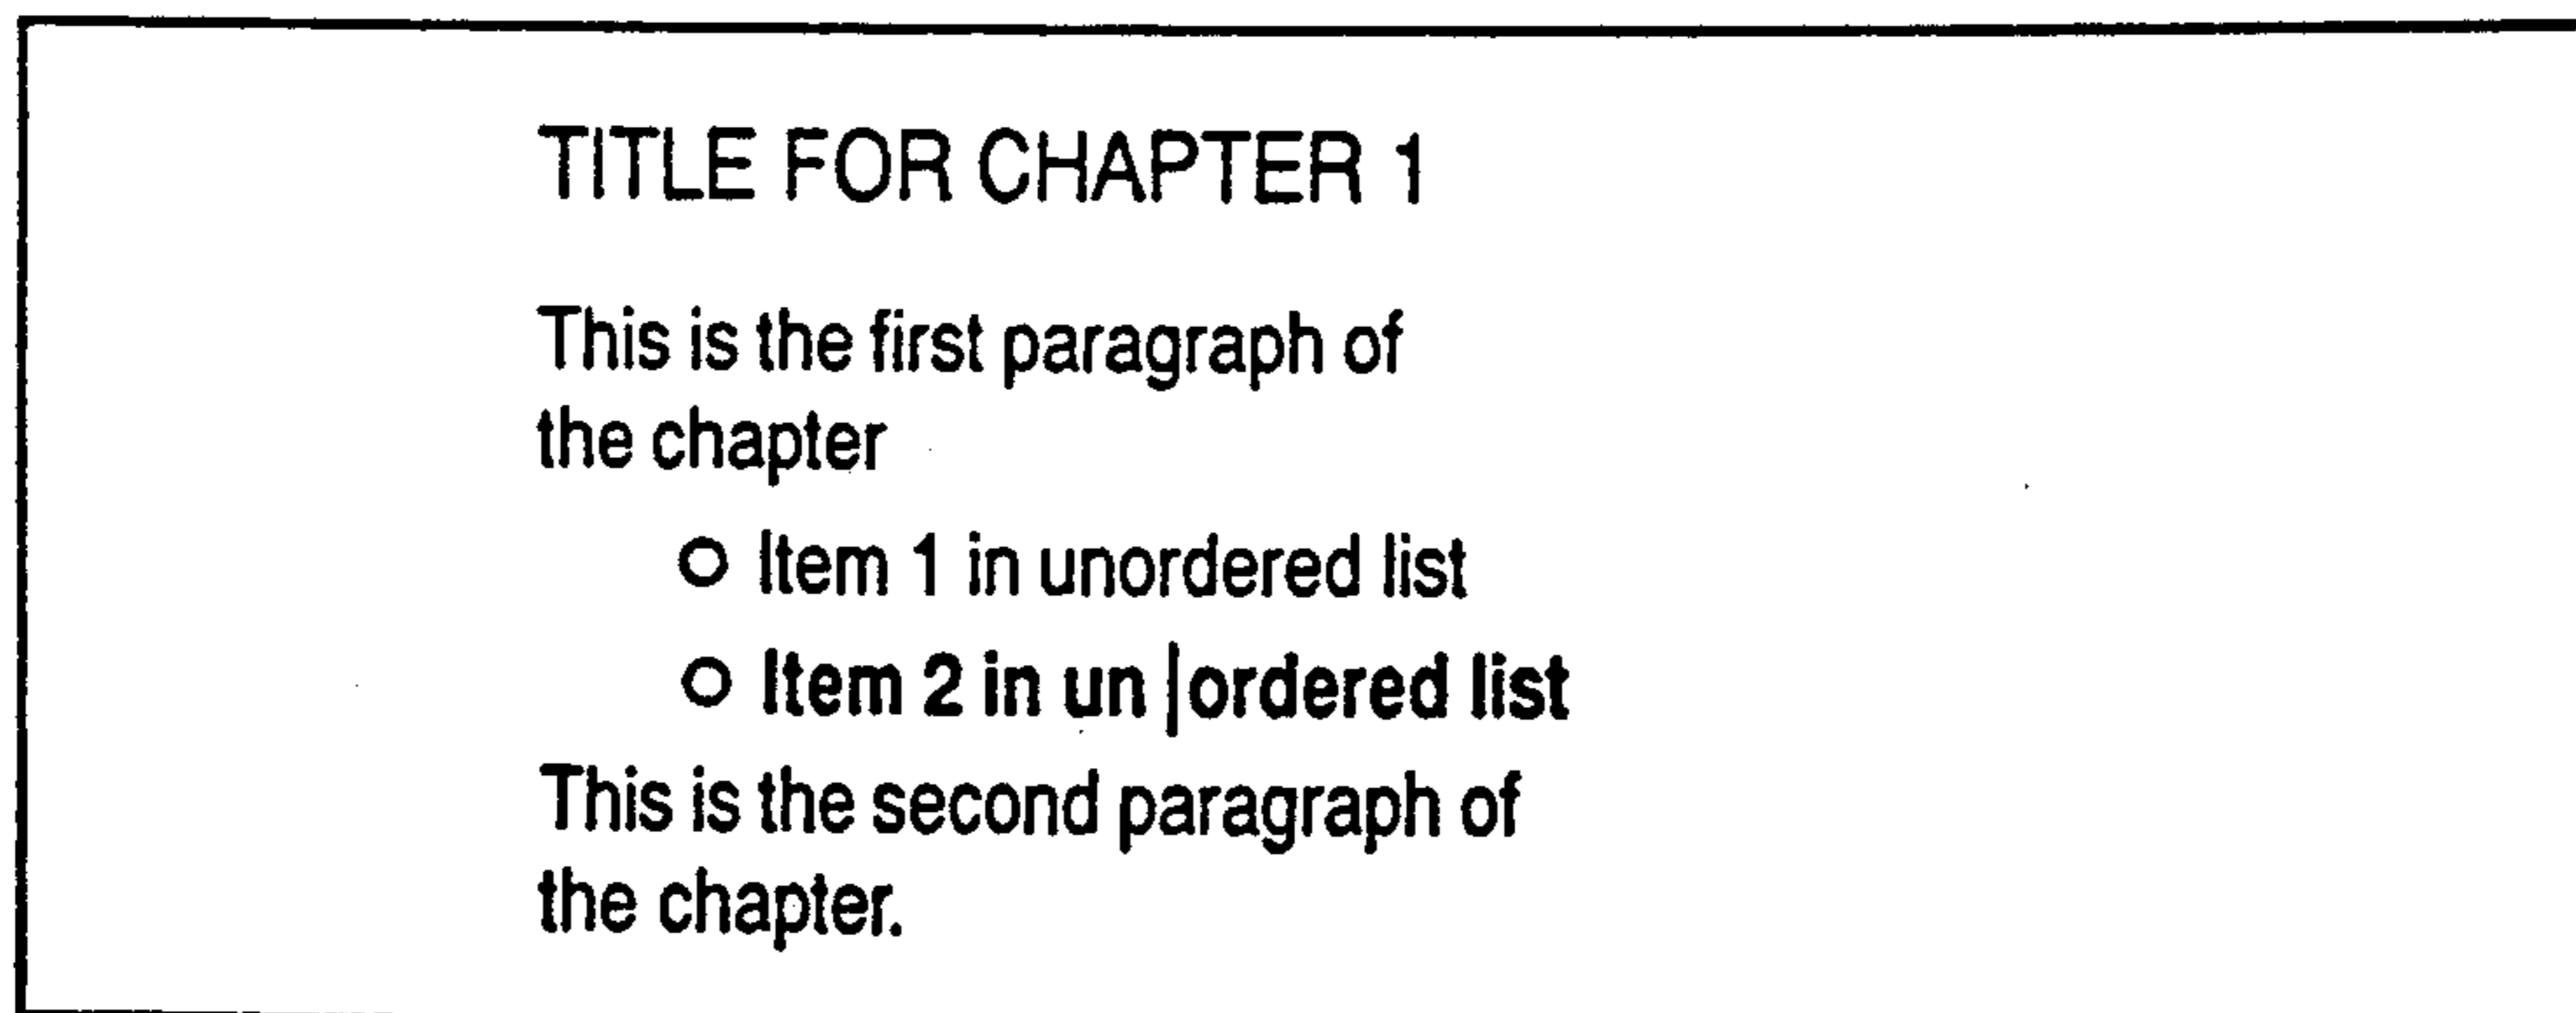 TITLE FOR CHAPTER 1
This is the first paragraph of
the chapter
O Item 1 in unordered list
O Item 2 in un |ordered list
This is the second paragraph of
the chapter.